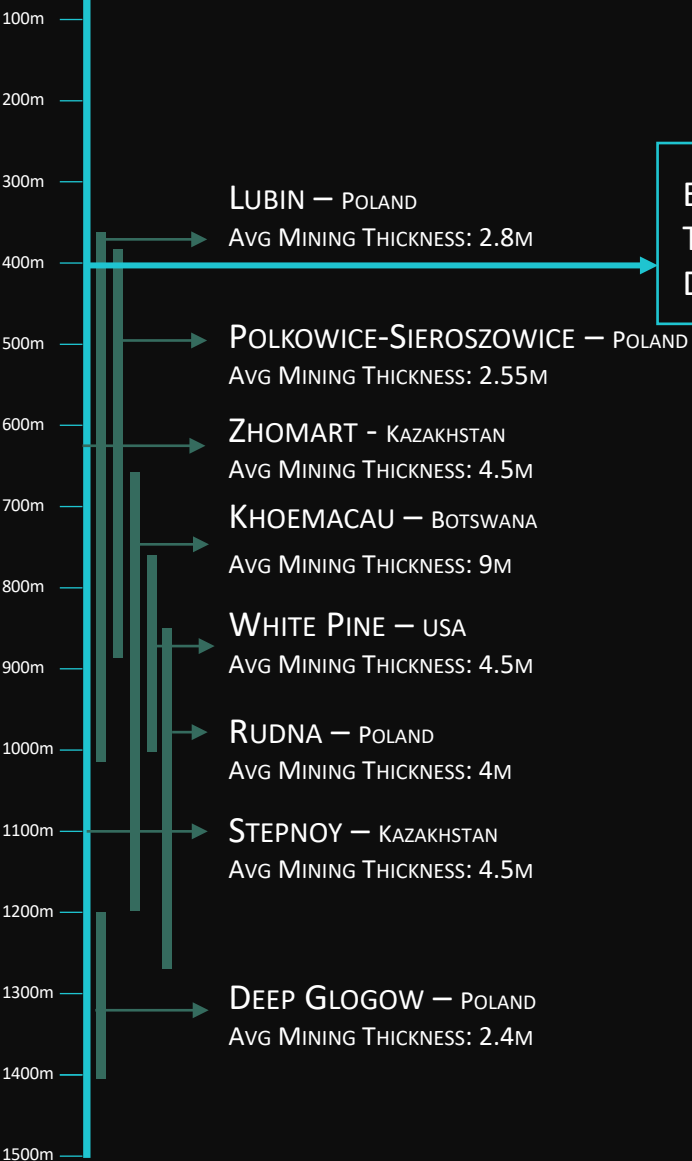 100m
200m
300m
400m
500m
600m
700m
800m
900m
1000m
1100m
1200m
1300m
1400m
1500m
LUBIN – POLAND
AVG MINING THICKNESS: 2.8M
POLKOWICE-SIEROSZOWICE – POLAND
AVG MINING THICKNESS: 2.55M
ZHOMART - KAZAKHSTAN
AVG MINING THICKNESS: 4.5M
KHOEMACAU – BOTSWANA
AVG MINING THICKNESS: 9M
WHITE PINE – USA
AVG MINING THICKNESS: 4.5M
RUDNA – POLAND
AVG MINING THICKNESS: 4M
STEPNOY – KAZAKHSTAN
AVG MINING THICKNESS: 4.5M
DEEP GLOGOW – POLAND
AVG MINING THICKNESS: 2.4M